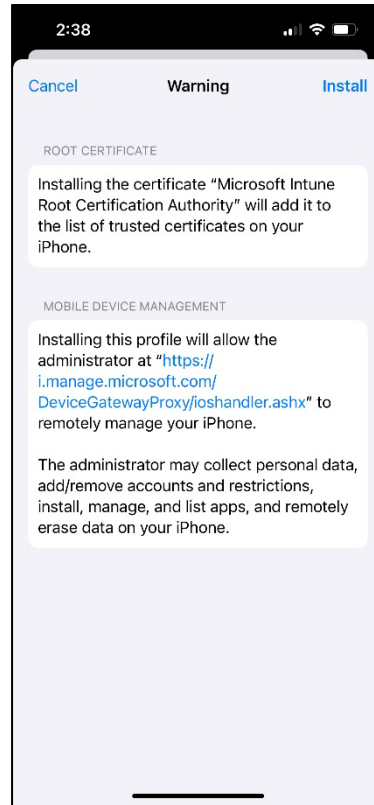 2:38
Cancel Warning Install
ROOT CERTIFICATE
Installing the certificate “Microsoft Intune
Root Certification Authority” will add it to
the list of trusted certificates on your
iPhone.
MOBILE DEVICE MANAGEMENT
Installing this profile will allow the
administrator at “https://
i.manage.microsoft.com/
DeviceGatewayProxy/ioshandler.ashx” to
remotely manage your iPhone.
The administrator may collect personal data,
add/remove accounts and restrictions,
install, manage, and list apps, and remotely
erase data on your iPhone.